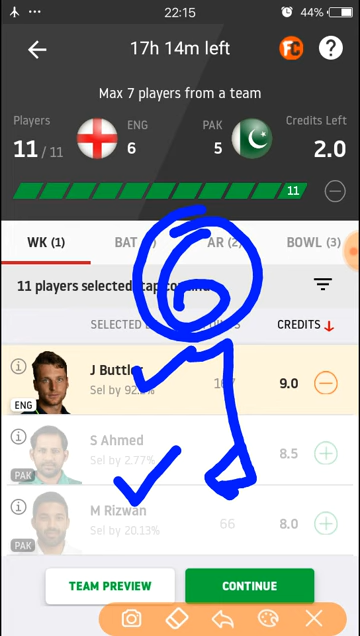 22:15
44%
17h 14m left
FC
?
Max 7 players from a team
Players
ENG
PAK
Credits Left
11 / 11
6
5
2.0
11
WK (1)
BAT
AR (2)
BOWL (3)
11 players selected, tap
SELECTED
CREDITS
J Buttler
9.0
Sel by 92.
ENG
S Ahmed
8.5
Sel by 2.77%
PAK
M Rizwan
66
8.0
Sel by 20.13%
PAK
TEAM PREVIEW
CONTINUE